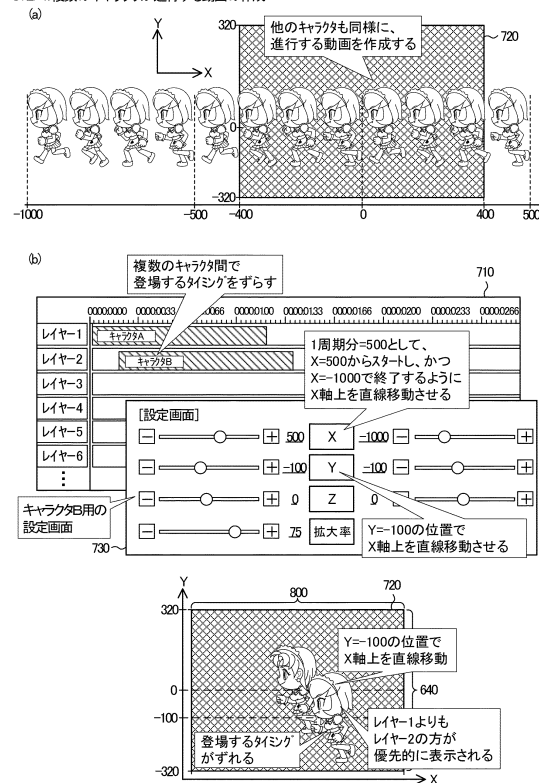 (a)
Y
X
320
0
-320
他のキャラクタも同様に、
進行する動画を作成する
720
-1000
-500
-400
0
400
500
(b)
複数のキャラクタ間で
登場するタイミングをずらす
710
00000000 00000033 00000100 00000133 00000166 00000200 00000233 00000266
レイヤー1 キャラクタA
レイヤー2 キャラクタB
レイヤー3
レイヤー4
レイヤー5
レイヤー6
1周期分=500として、
X=500からスタートし、かつ
X=-1000で終了するように
X軸上を直線移動させる
[設定画面]
500 X -1000
-100 Y -100
0 Z 0
75 拡大率
キャラクタB用の
設定画面
730
Y=-100の位置で
X軸上を直線移動させる
Y
800
720
320
0
-100
-320
640
Y=-100の位置で
X軸上を直線移動
登場するタイミング
がずれる
レイヤー1よりも
レイヤー2の方が
優先的に表示される
X